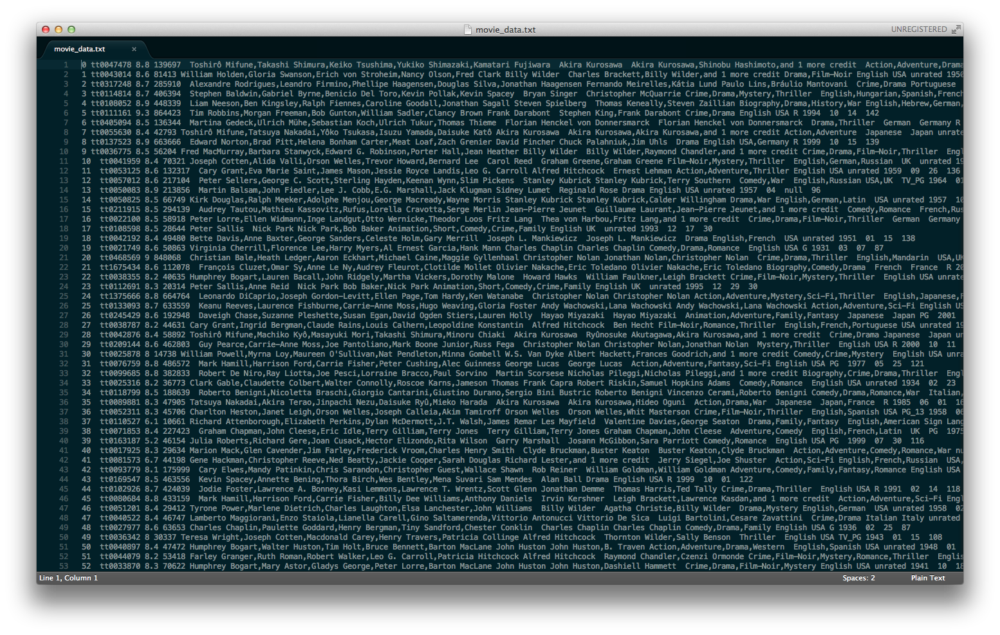 movie_data.txt
UNREGISTERED
movie_data.txt ×
1 0 tt0047478 8.8 139697 Toshirô Mifune,Takashi Shimura,Keiko Tsushima,Yukiko Shimazaki,Kamatari Fujiwara Akira Kurosawa Akira Kurosawa,Shinobu Hashimoto,and 1 more credit Action,Adventure,Drama
2 1 tt0043014 8.6 81413 William Holden,Gloria Swanson,Erich von Stroheim,Nancy Olson,Fred Clark Billy Wilder Charles Brackett,Billy Wilder,and 1 more credit Drama,Film-Noir English USA unrated 1950
3 2 tt0317248 8.7 285910 Alexandre Rodrigues,Leandro Firmino,Phellipe Haagensen,Douglas Silva,Jonathan Haagensen Fernando Meirelles,Kátia Lund Paulo Lins,Bráulio Mantovani Crime,Drama Portuguese
4 3 tt0114814 8.7 406394 Stephen Baldwin,Gabriel Byrne,Benicio Del Toro,Kevin Pollak,Kevin Spacey Bryan Singer Christopher McQuarrie Crime,Drama,Mystery,Thriller English,Hungarian,Spanish,French
5 4 tt0108052 8.9 448339 Liam Neeson,Ben Kingsley,Ralph Fiennes,Caroline Goodall,Jonathan Sagall Steven Spielberg Thomas Keneally,Steven Zaillian Biography,Drama,History,War English,Hebrew,German,
6 5 tt0111161 9.3 864423 Tim Robbins,Morgan Freeman,Bob Gunton,William Sadler,Clancy Brown Frank Darabont Stephen King,Frank Darabont Crime,Drama English USA R 1994 10 14 142
7 6 tt0405094 8.5 136344 Martina Gedeck,Ulrich Mühe,Sebastian Koch,Ulrich Tukur,Thomas Thieme Florian Henckel von Donnersmarck Florian Henckel von Donnersmarck Drama,Thriller German Germany R
8 7 tt0055630 8.4 42793 Toshirô Mifune,Tatsuya Nakadai,Yôko Tsukasa,Isuzu Yamada,Daisuke Katô Akira Kurosawa Akira Kurosawa,Akira Kurosawa,and 1 more credit Action,Adventure Japanese Japan unrate
9 8 tt0137523 8.9 663666 Edward Norton,Brad Pitt,Helena Bonham Carter,Meat Loaf,Zach Grenier David Fincher Chuck Palahniuk,Jim Uhls Drama English USA,Germany R 1999 10 15 139
10 9 tt0036775 8.5 56204 Fred MacMurray,Barbara Stanwyck,Edward G. Robinson,Porter Hall,Jean Heather Billy Wilder Billy Wilder,Raymond Chandler,and 1 more credit Crime,Drama,Film-Noir,Thriller Engl
11 10 tt0041959 8.4 70321 Joseph Cotten,Alida Valli,Orson Welles,Trevor Howard,Bernard Lee Carol Reed Graham Greene,Graham Greene Film-Noir,Mystery,Thriller English,German,Russian UK unrated 19
12 11 tt0053125 8.6 132317 Cary Grant,Eva Marie Saint,James Mason,Jessie Royce Landis,Leo G. Carroll Alfred Hitchcock Ernest Lehman Action,Adventure,Thriller English USA unrated 1959 09 26 136
13 12 tt0057012 8.6 217104 Peter Sellers,George C. Scott,Sterling Hayden,Keenan Wynn,Slim Pickens Stanley Kubrick Stanley Kubrick,Terry Southern Comedy,War English,Russian USA,UK TV_PG 1964 01
14 13 tt0050083 8.9 213856 Martin Balsam,John Fiedler,Lee J. Cobb,E.G. Marshall,Jack Klugman Sidney Lumet Reginald Rose Drama English USA unrated 1957 04 null 96
15 14 tt0050825 8.5 66749 Kirk Douglas,Ralph Meeker,Adolphe Menjou,George Macready,Wayne Morris Stanley Kubrick Stanley Kubrick,Calder Willingham Drama,War English,German,Latin USA unrated 1957 10
16 15 tt0211915 8.5 294139 Audrey Tautou,Mathieu Kassovitz,Rufus,Lorella Cravotta,Serge Merlin Jean-Pierre Jeunet Guillaume Laurant,Jean-Pierre Jeunet,and 1 more credit Comedy,Romance French,Rus
17 16 tt0022100 8.5 58918 Peter Lorre,Ellen Widmann,Inge Landgut,Otto Wernicke,Theodor Loos Fritz Lang Thea von Harbou,Fritz Lang,and 1 more credit Crime,Drama,Film-Noir,Thriller German Germany
18 17 tt0108598 8.5 28644 Peter Sallis Nick Park Nick Park,Bob Baker Animation,Short,Comedy,Crime,Family English UK unrated 1993 12 17 30
19 18 tt0042192 8.4 49480 Bette Davis,Anne Baxter,George Sanders,Celeste Holm,Gary Merrill Joseph L. Mankiewicz Joseph L. Mankiewicz Drama English,French USA unrated 1951 01 15 138
20 19 tt0021749 8.6 50863 Virginia Cherrill,Florence Lee,Harry Myers,Al Ernest Garcia,Hank Mann Charles Chaplin Charles Chaplin Comedy,Drama,Romance English USA G 1931 03 07 87
21 20 tt0468569 9 848068 Christian Bale,Heath Ledger,Aaron Eckhart,Michael Caine,Maggie Gyllenhaal Christopher Nolan Jonathan Nolan,Christopher Nolan Crime,Drama,Thriller English,Mandarin USA,UK
22 21 tt1675434 8.6 112078 François Cluzet,Omar Sy,Anne Le Ny,Audrey Fleurot,Clotilde Mollet Olivier Nakache,Eric Toledano Olivier Nakache,Eric Toledano Biography,Comedy,Drama French France R 20
23 22 tt0038355 8.2 40635 Humphrey Bogart,Lauren Bacall,John Ridgely,Martha Vickers,Dorothy Malone Howard Hawks William Faulkner,Leigh Brackett Crime,Film-Noir,Mystery,Thriller English USA unrate
24 23 tt0112691 8.3 20314 Peter Sallis,Anne Reid Nick Park Bob Baker,Nick Park Animation,Short,Comedy,Crime,Family English UK unrated 1995 12 29 30
25 24 tt1375666 8.8 664764 Leonardo DiCaprio,Joseph Gordon-Levitt,Ellen Page,Tom Hardy,Ken Watanabe Christopher Nolan Christopher Nolan Action,Adventure,Mystery,Sci-Fi,Thriller English,Japanese,F
26 25 tt0133093 8.7 633559 Keanu Reeves,Laurence Fishburne,Carrie-Anne Moss,Hugo Weaving,Gloria Foster Andy Wachowski,Lana Wachowski Andy Wachowski,Lana Wachowski Action,Adventure,Sci-Fi English US
27 26 tt0245429 8.6 192948 Daveigh Chase,Suzanne Pleshette,Susan Egan,David Ogden Stiers,Lauren Holly Hayao Miyazaki Hayao Miyazaki Animation,Adventure,Family,Fantasy Japanese Japan PG 2001
28 27 tt0038787 8.2 44631 Cary Grant,Ingrid Bergman,Claude Rains,Louis Calhern,Leopoldine Konstantin Alfred Hitchcock Ben Hecht Film-Noir,Romance,Thriller English,French,Portuguese USA unrated 19
29 28 tt0042876 8.4 58892 Toshirô Mifune,Machiko Kyô,Masayuki Mori,Takashi Shimura,Minoru Chiaki Akira Kurosawa Ryûnosuke Akutagawa,Akira Kurosawa,and 1 more credit Crime,Drama Japanese Japan un
30 29 tt0209144 8.6 462803 Guy Pearce,Carrie-Anne Moss,Joe Pantoliano,Mark Boone Junior,Russ Fega Christopher Nolan Christopher Nolan,Jonathan Nolan Mystery,Thriller English USA R 2000 10 11
31 30 tt0025878 8 14738 William Powell,Myrna Loy,Maureen O'Sullivan,Nat Pendleton,Minna Gombell W.S. Van Dyke Albert Hackett,Frances Goodrich,and 1 more credit Comedy,Crime,Mystery English USA unra
32 31 tt0076759 8.8 486572 Mark Hamill,Harrison Ford,Carrie Fisher,Peter Cushing,Alec Guinness George Lucas George Lucas Action,Adventure,Fantasy,Sci-Fi English USA PG 1977 05 25 121
33 32 tt0099685 8.8 382833 Robert De Niro,Ray Liotta,Joe Pesci,Lorraine Bracco,Paul Sorvino Martin Scorsese Nicholas Pileggi,Nicholas Pileggi,and 1 more credit Biography,Crime,Drama,Thriller Engl
34 33 tt0025316 8.2 36773 Clark Gable,Claudette Colbert,Walter Connolly,Roscoe Karns,Jameson Thomas Frank Capra Robert Riskin,Samuel Hopkins Adams Comedy,Romance English USA unrated 1934 02 23
35 34 tt0118799 8.5 188639 Roberto Benigni,Nicoletta Braschi,Giorgio Cantarini,Giustino Durano,Sergio Bini Bustric Roberto Benigni Vincenzo Cerami,Roberto Benigni Comedy,Drama,Romance,War Italian,
36 35 tt0089881 8.3 47905 Tatsuya Nakadai,Akira Terao,Jinpachi Nezu,Daisuke Ryû,Mieko Harada Akira Kurosawa Akira Kurosawa,Hideo Oguni Action,Drama,War Japanese Japan,France R 1985 06 01 16
37 36 tt0052311 8.3 45706 Charlton Heston,Janet Leigh,Orson Welles,Joseph Calleia,Akim Tamiroff Orson Welles Orson Welles,Whit Masterson Crime,Film-Noir,Thriller English,Spanish USA PG_13 1958 06
38 37 tt0110527 6.1 10661 Richard Attenborough,Elizabeth Perkins,Dylan McDermott,J.T. Walsh,James Remar Les Mayfield Valentine Davies,George Seaton Drama,Family,Fantasy English,American Sign Lang
39 38 tt0071853 8.4 227423 Graham Chapman,John Cleese,Eric Idle,Terry Gilliam,Terry Jones Terry Gilliam,Terry Jones Graham Chapman,John Cleese Adventure,Comedy English,French,Latin UK PG 1975
40 39 tt0163187 5.2 46154 Julia Roberts,Richard Gere,Joan Cusack,Hector Elizondo,Rita Wilson Garry Marshall Josann McGibbon,Sara Parriott Comedy,Romance English USA PG 1999 07 30 116
41 40 tt0017925 8.3 29634 Marion Mack,Glen Cavender,Jim Farley,Frederick Vroom,Charles Henry Smith Clyde Bruckman,Buster Keaton Buster Keaton,Clyde Bruckman Action,Adventure,Comedy,Romance,War nu
42 41 tt0081573 6.7 44198 Gene Hackman,Christopher Reeve,Ned Beatty,Jackie Cooper,Sarah Douglas Richard Lester,and 1 more credit Jerry Siegel,Joe Shuster Action,Sci-Fi English,French,Russian USA,
43 42 tt0093779 8.1 175999 Cary Elwes,Mandy Patinkin,Chris Sarandon,Christopher Guest,Wallace Shawn Rob Reiner William Goldman,William Goldman Adventure,Comedy,Family,Fantasy,Romance English USA
44 43 tt0169547 8.5 463556 Kevin Spacey,Annette Bening,Thora Birch,Wes Bentley,Mena Suvari Sam Mendes Alan Ball Drama English USA R 1999 10 01 122
45 44 tt0102926 8.7 424039 Jodie Foster,Lawrence A. Bonney,Kasi Lemmons,Lawrence T. Wrentz,Scott Glenn Jonathan Demme Thomas Harris,Ted Tally Crime,Drama,Thriller English USA R 1991 02 14 118
46 45 tt0080684 8.8 433159 Mark Hamill,Harrison Ford,Carrie Fisher,Billy Dee Williams,Anthony Daniels Irvin Kershner Leigh Brackett,Lawrence Kasdan,and 1 more credit Action,Adventure,Sci-Fi Engl
47 46 tt0051201 8.4 29412 Tyrone Power,Marlene Dietrich,Charles Laughton,Elsa Lanchester,John Williams Billy Wilder Agatha Christie,Billy Wilder Drama,Mystery English,German USA unrated 1958 02
48 47 tt0040522 8.4 46747 Lamberto Maggiorani,Enzo Staiola,Lianella Carell,Gino Saltamerenda,Vittorio Antonucci Vittorio De Sica Luigi Bartolini,Cesare Zavattini Crime,Drama Italian Italy unrated
49 48 tt0027977 8.6 63653 Charles Chaplin,Paulette Goddard,Henry Bergman,Tiny Sandford,Chester Conklin Charles Chaplin Charles Chaplin Comedy,Drama,Family English USA G 1936 02 25 87
50 49 tt0036342 8 30337 Teresa Wright,Joseph Cotten,Macdonald Carey,Henry Travers,Patricia Collinge Alfred Hitchcock Thornton Wilder,Sally Benson Thriller English USA TV_PG 1943 01 15 108
51 50 tt0040897 8.4 47472 Humphrey Bogart,Walter Huston,Tim Holt,Bruce Bennett,Barton MacLane John Huston John Huston,B. Traven Action,Adventure,Drama,Western English,Spanish USA unrated 1948 01
52 51 tt0044079 8.2 53418 Farley Granger,Ruth Roman,Robert Walker,Leo G. Carroll,Patricia Hitchcock Alfred Hitchcock Raymond Chandler,Czenzi Ormonde Crime,Film-Noir,Mystery,Romance,Thriller Englis
53 52 tt0033870 8.3 70622 Humphrey Bogart,Mary Astor,Gladys George,Peter Lorre,Barton MacLane John Huston John Huston,Dashiell Hammett Crime,Drama,Film-Noir,Mystery English USA unrated 1941 10 18
Line 1, Column 1
Spaces: 2
Plain Text